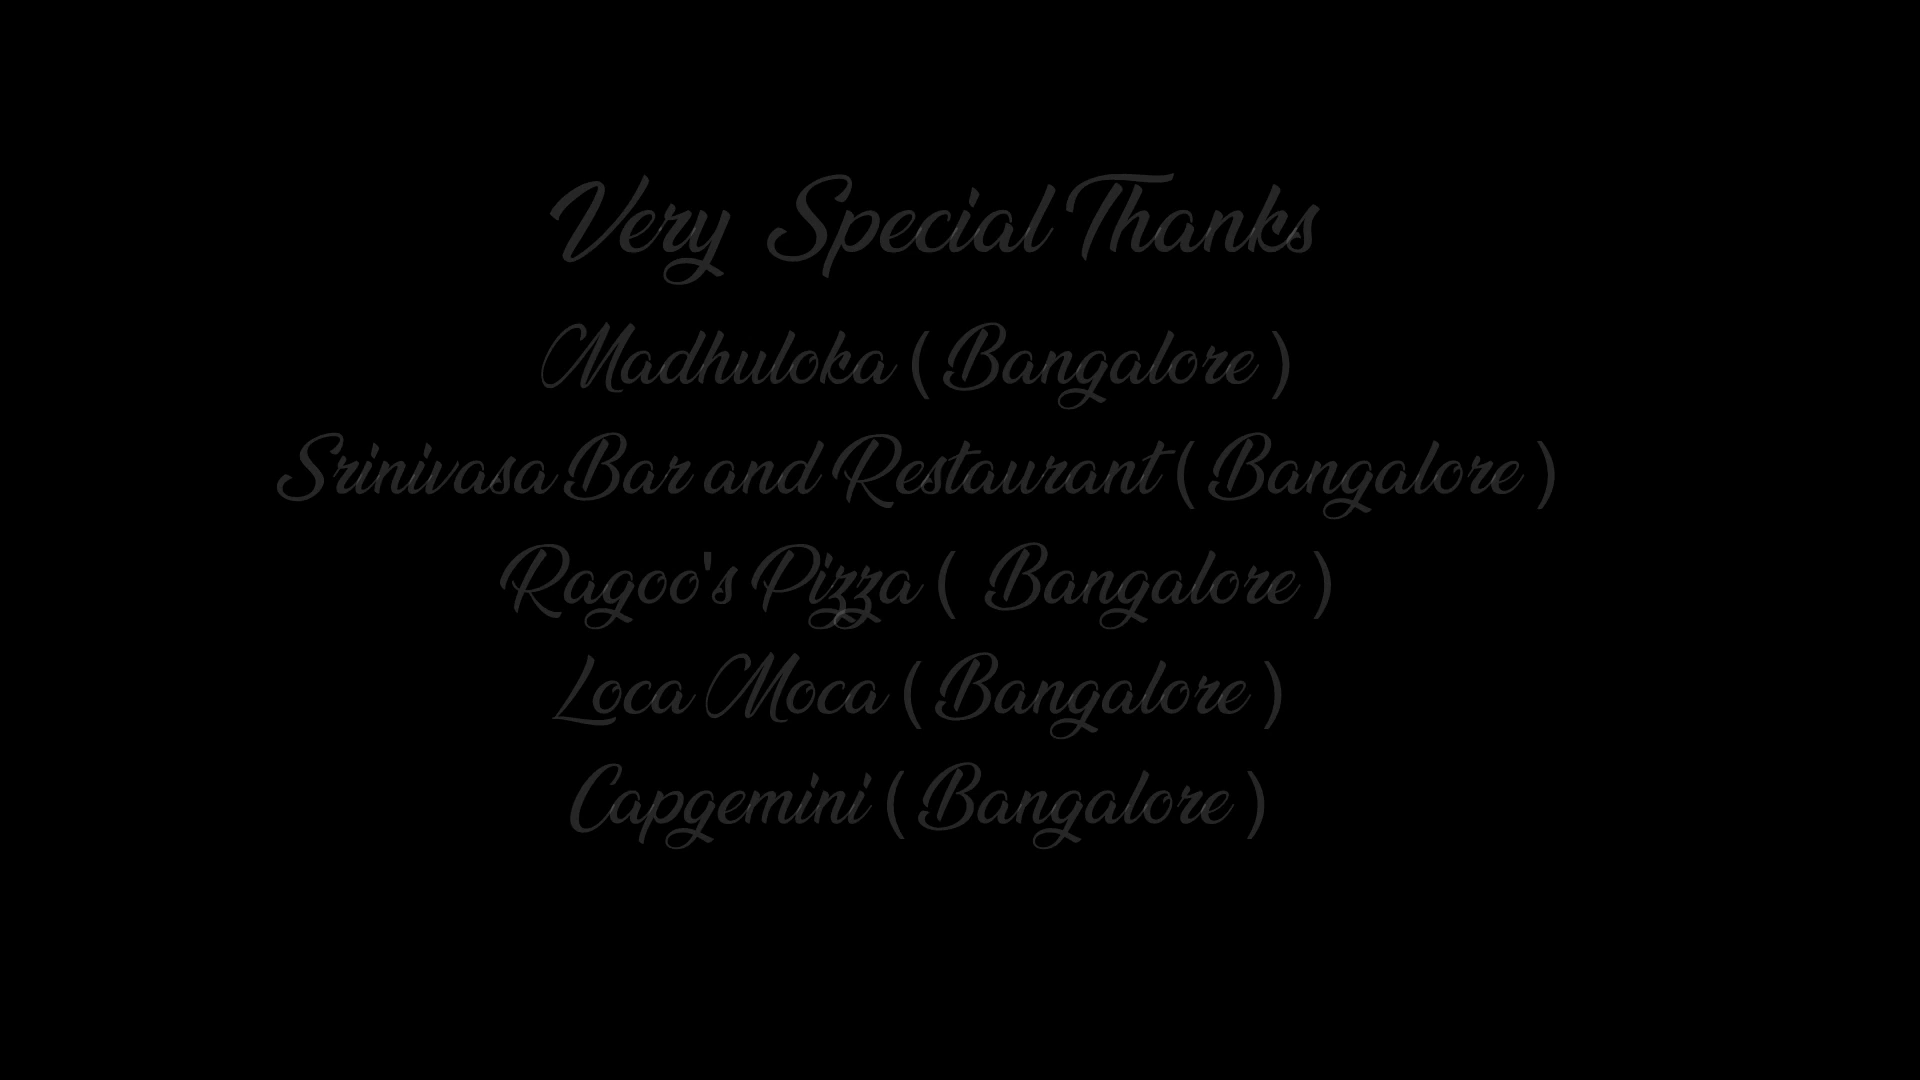 Very Special Thanks
Madhuloka ( Bangalore )
Srinivasa Bar and Restaurant ( Bangalore )
Ragoo's Pizza ( Bangalore )
Loca Moca ( Bangalore )
Capgemini ( Bangalore )